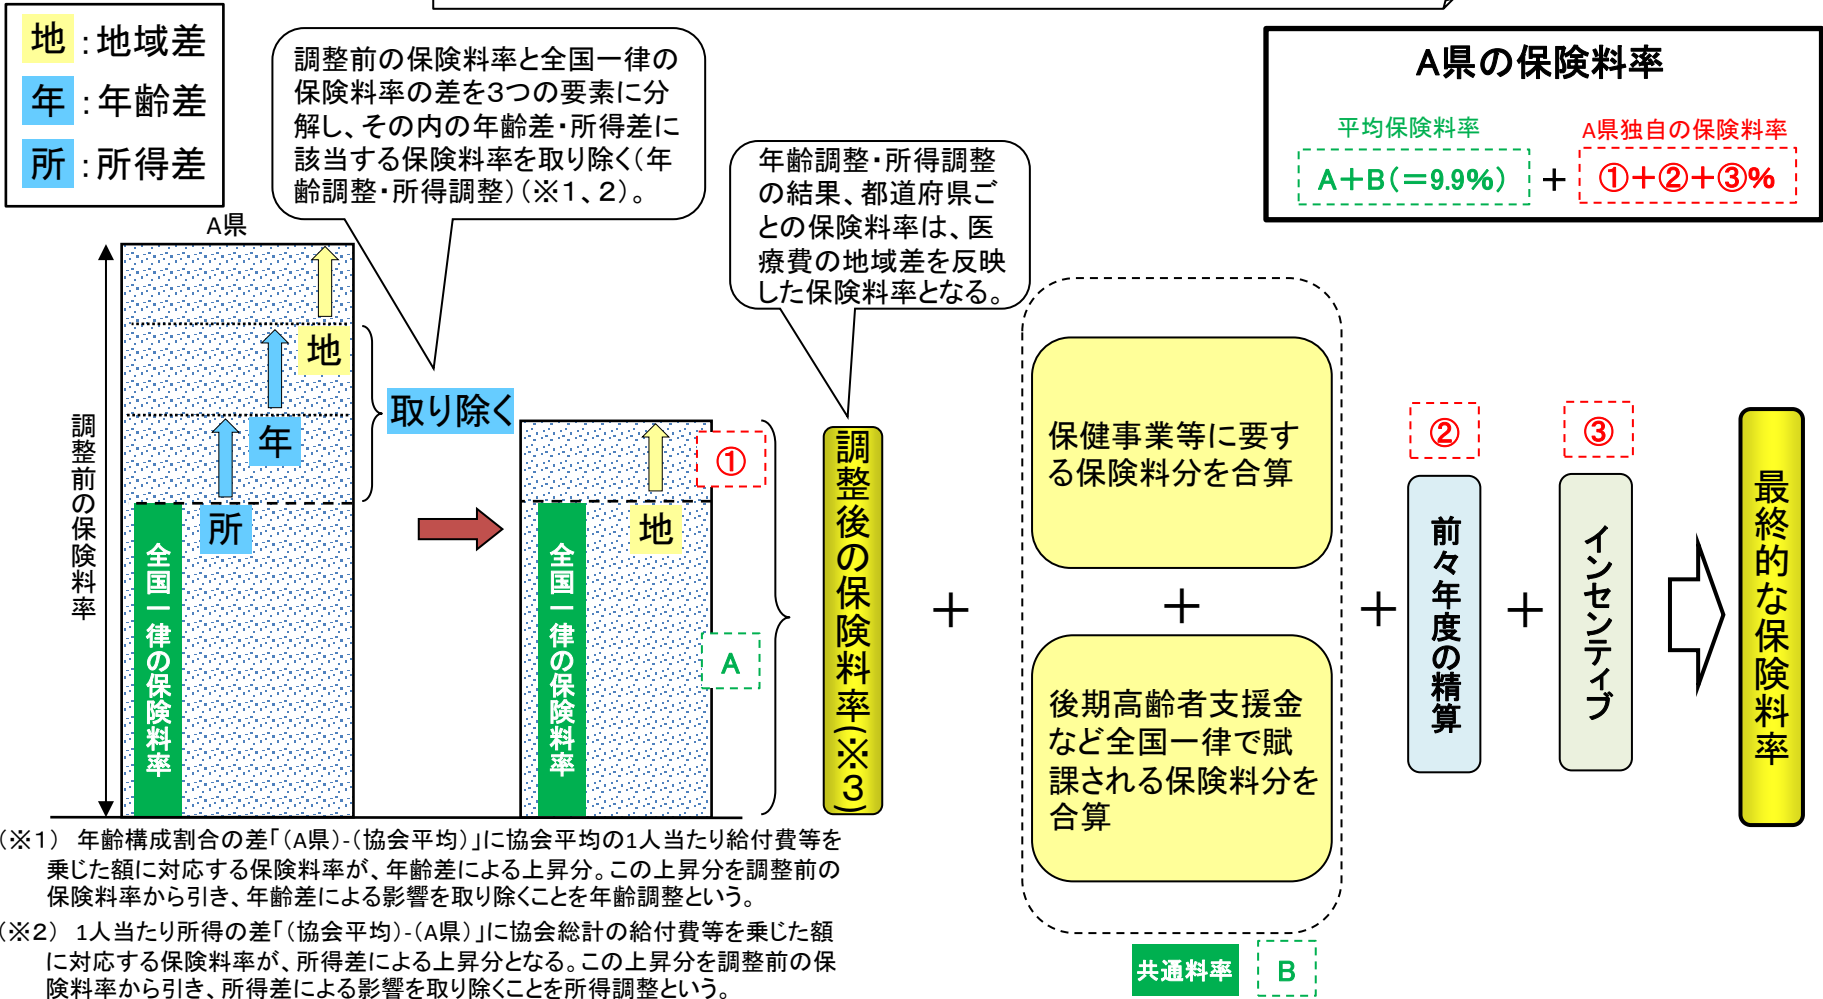 地:地域差
年:年齢差
所:所得差
調整前の保険料率と全国一律の
保険料率の差を3つの要素に分
解し、その内の年齢差・所得差に
該当する保険料率を取り除く(年
齢調整・所得調整)(※1、2)。
年齢調整・所得調整
の結果、都道府県ご
との保険料率は、医
療費の地域差を反映
した保険料率となる。
A県の保険料率
平均保険料率
A県独自の保険料率
A+B(=9.9%)
+
①+②+③%
A県
調整前の保険料率
地
年
所
全国一律の保険料率
取り除く
地
全国一律の保険料率
①
A
調整後の保険料率(※3)
+
保健事業等に要す
る保険料分を合算
+
後期高齢者支援金
など全国一律で賦
課される保険料分を
合算
共通料率
B
+
②
前々年度の精算
+
③
インセンティブ
最終的な保険料率
(※1) 年齢構成割合の差「(A県)-(協会平均)」に協会平均の1人当たり給付費等を
乗じた額に対応する保険料率が、年齢差による上昇分。この上昇分を調整前の
保険料率から引き、年齢差による影響を取り除くことを年齢調整という。
(※2) 1人当たり所得の差「(協会平均)-(A県)」に協会総計の給付費等を乗じた額
に対応する保険料率が、所得差による上昇分となる。この上昇分を調整前の保
険料率から引き、所得差による影響を取り除くことを所得調整という。